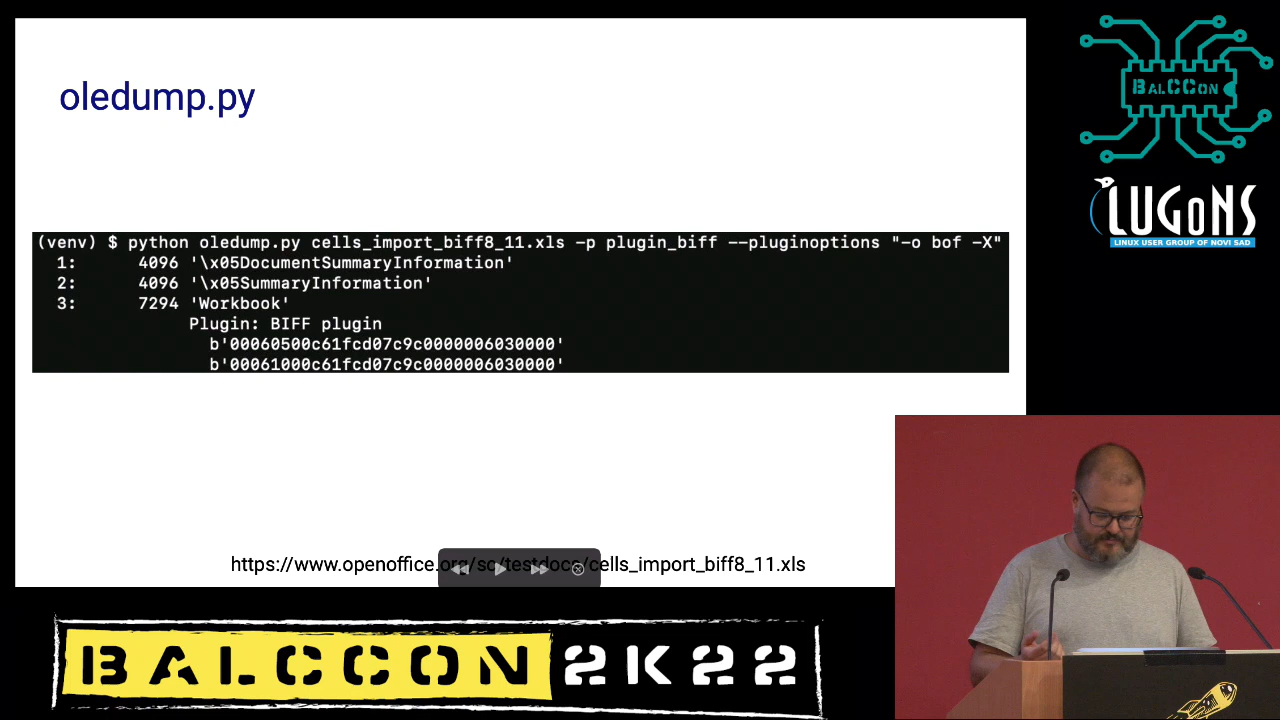 oledump.py
(venv) $ python oledump.py cells_import_biff8_11.xls -p plugin_biff --pluginoptions "-o bof -X"
1: 4096 '\x05DocumentSummaryInformation'
2: 4096 '\x05SummaryInformation'
3: 7294 'Workbook'
Plugin: BIFF plugin
b'00060500c61fcd07c9c0000006030000'
b'00061000c61fcd07c9c0000006030000'
https://www.openoffice.org/sc/testdocs/cells_import_biff8_11.xls
BALCCON
LUGoNS
LINUX USER GROUP OF NOVI SAD
BALCCON 2K22